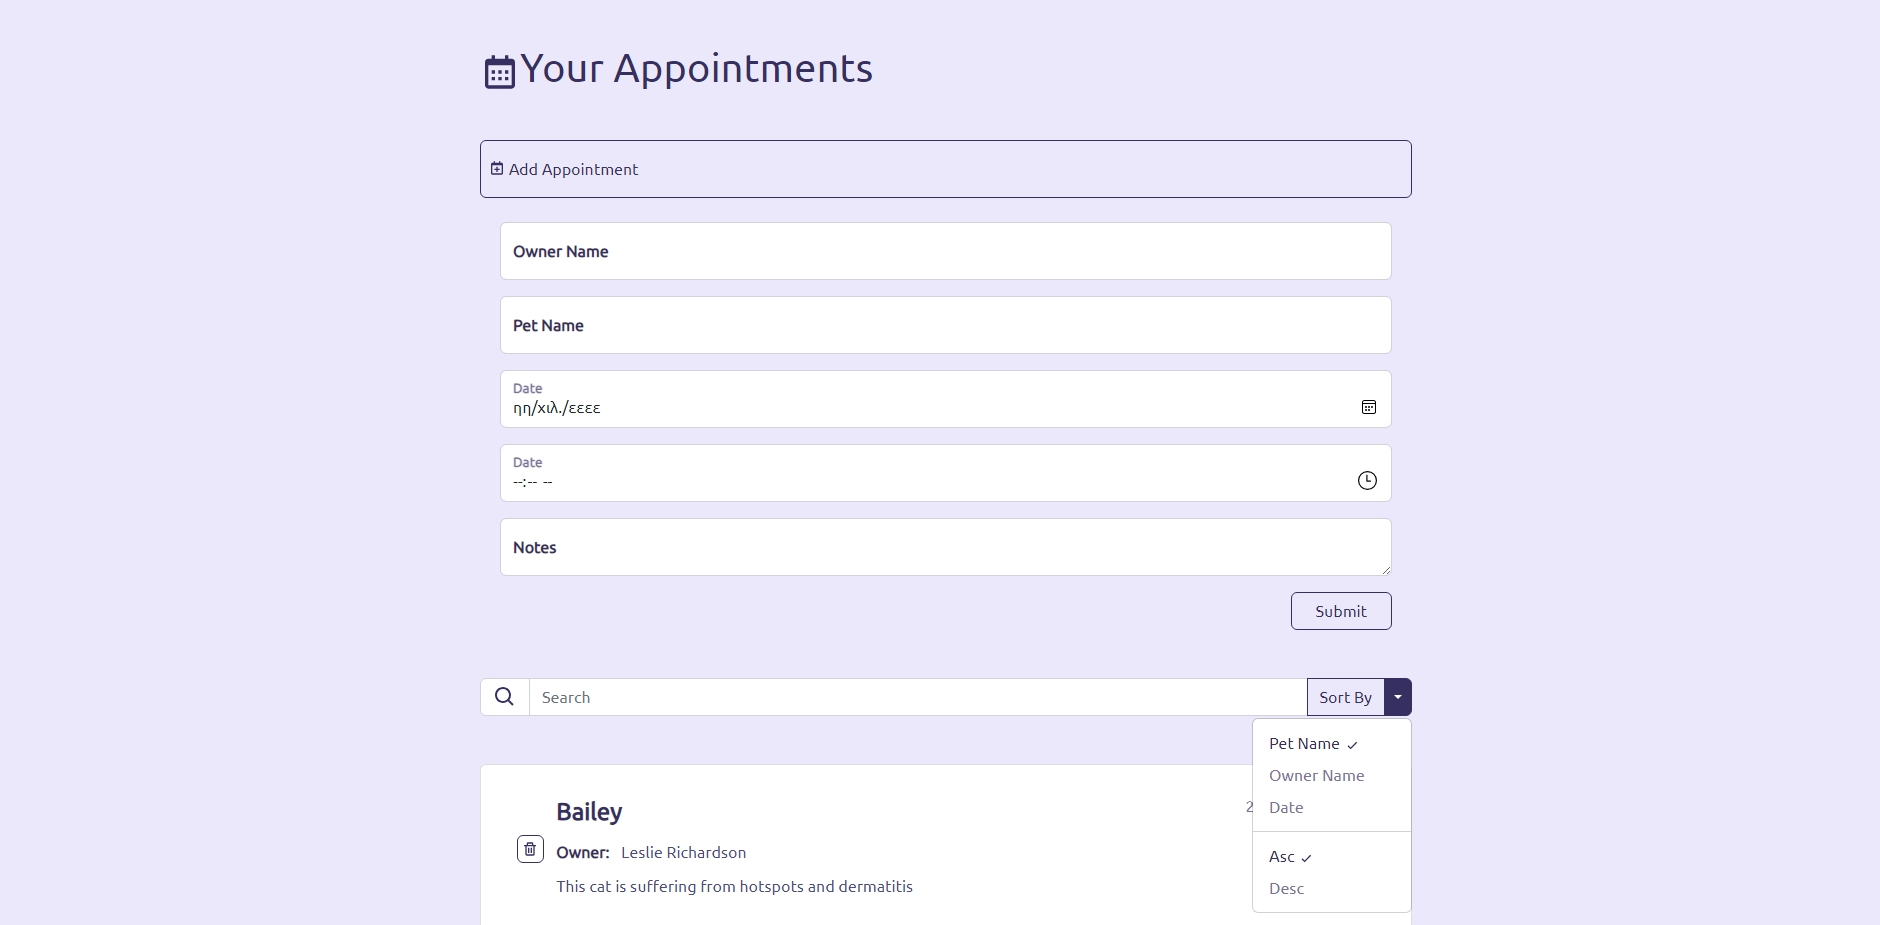 Your Appointments
Add Appointment
Owner Name
Pet Name
Date
ηη/χιλ./εεεε
Date
--:-- --
Notes
Submit
Search
Sort By
Pet Name
Owner Name
Date
Asc
Desc
Bailey
2
Owner: Leslie Richardson
This cat is suffering from hotspots and dermatitis